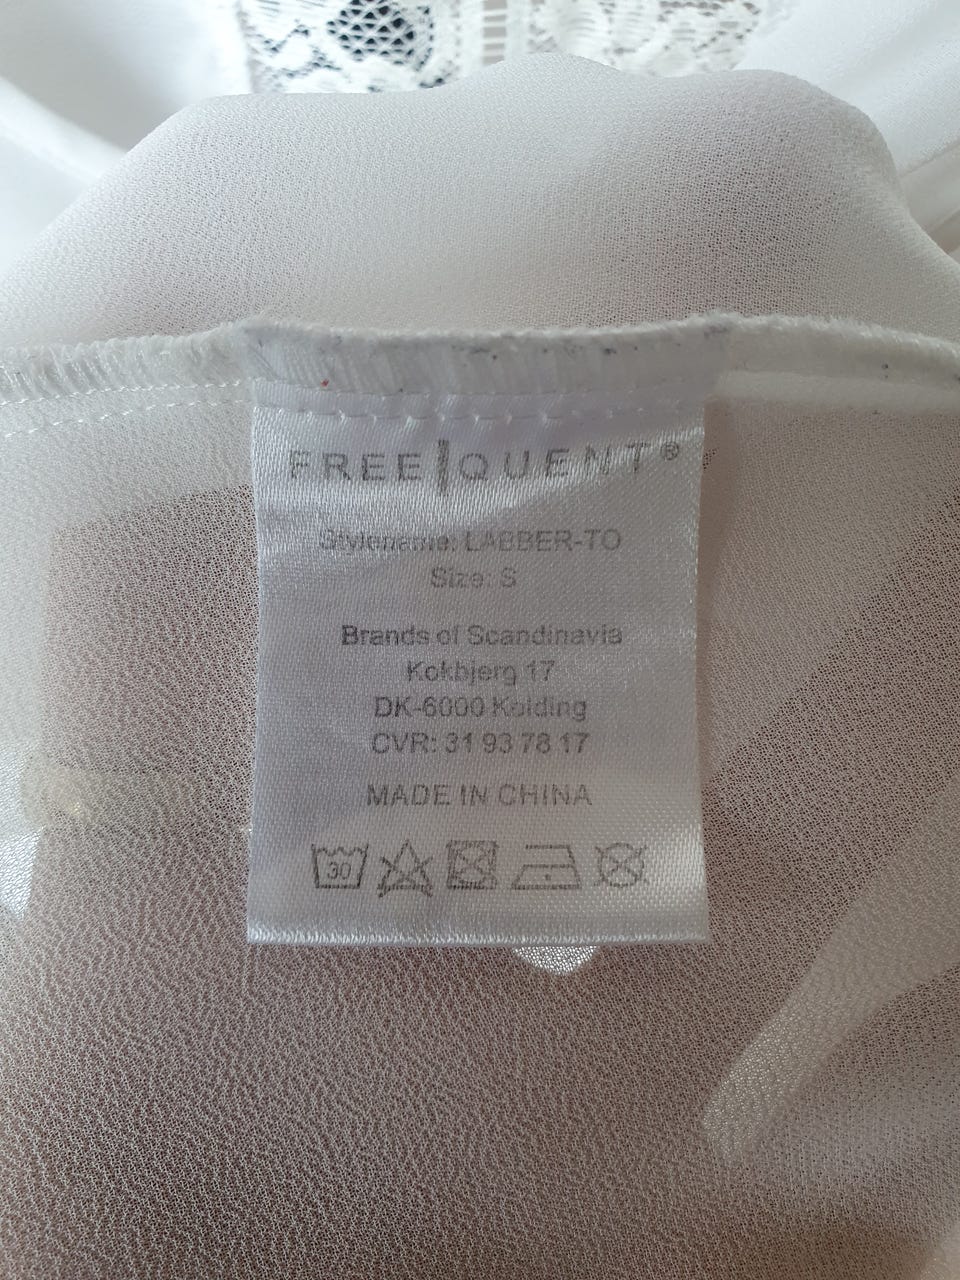 FREE|QUENT®
Stylename: LABBER-TO
Size: S
Brands of Scandinavia
Kokbjerg 17
DK-6000 Kolding
CVR: 31 93 78 17
MADE IN CHINA
30